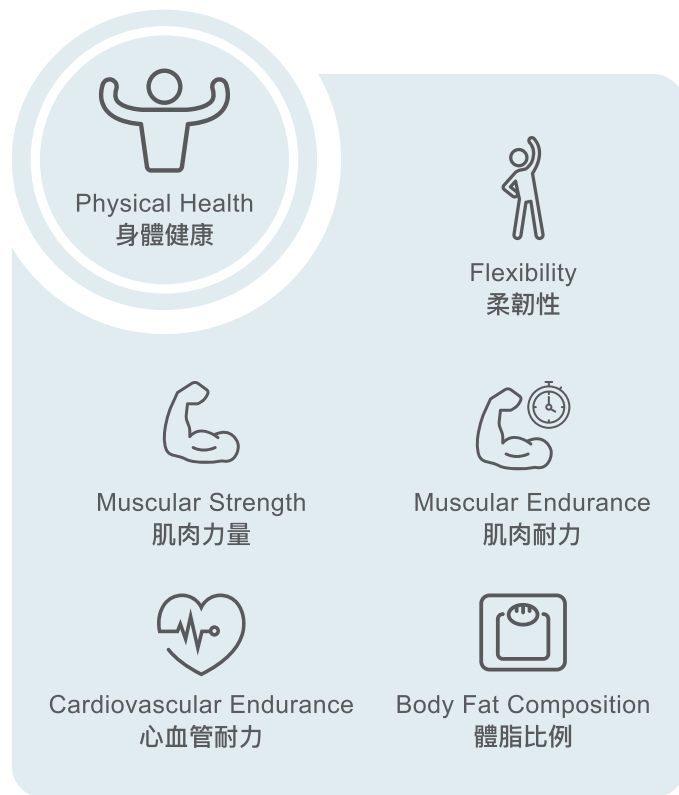 Physical Health
身體健康
Flexibility
柔韌性
Muscular Strength
肌肉力量
Muscular Endurance
肌肉耐力
Cardiovascular Endurance
心血管耐力
Body Fat Composition
體脂比例